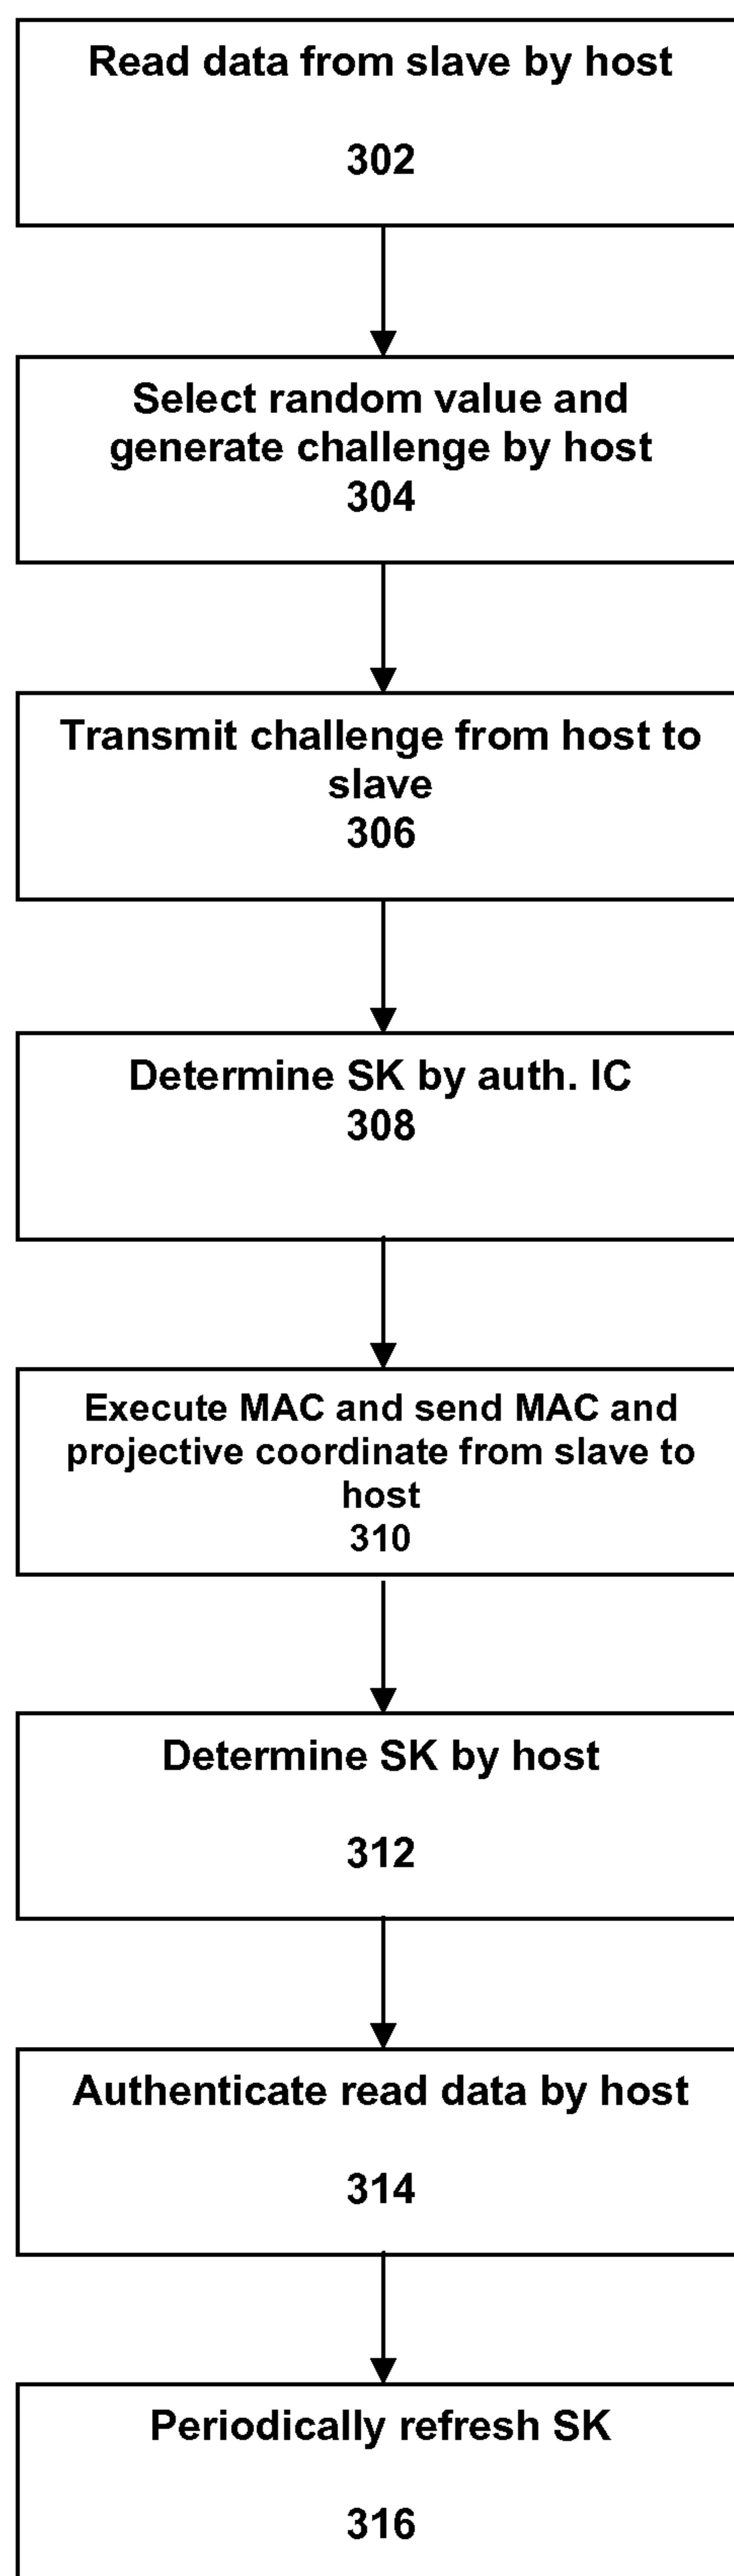 Read data from slave by host
302
Select random value and
generate challenge by host
304
Transmit challenge from host to
slave
306
Determine SK by auth. IC
308
Execute MAC and send MAC and
projective coordinate from slave to
host
310
Determine SK by host
312
Authenticate read data by host
314
Periodically refresh SK
316